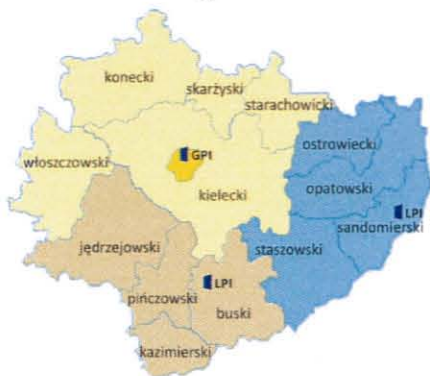 konecki
skarżyski
starachowicki
ostrowiecki
włoszczowski
GPI
opatowski
kielecki
LPI
sandomierski
jędrzejowski
staszowski
LPI
pińczowski
buski
kazimierski